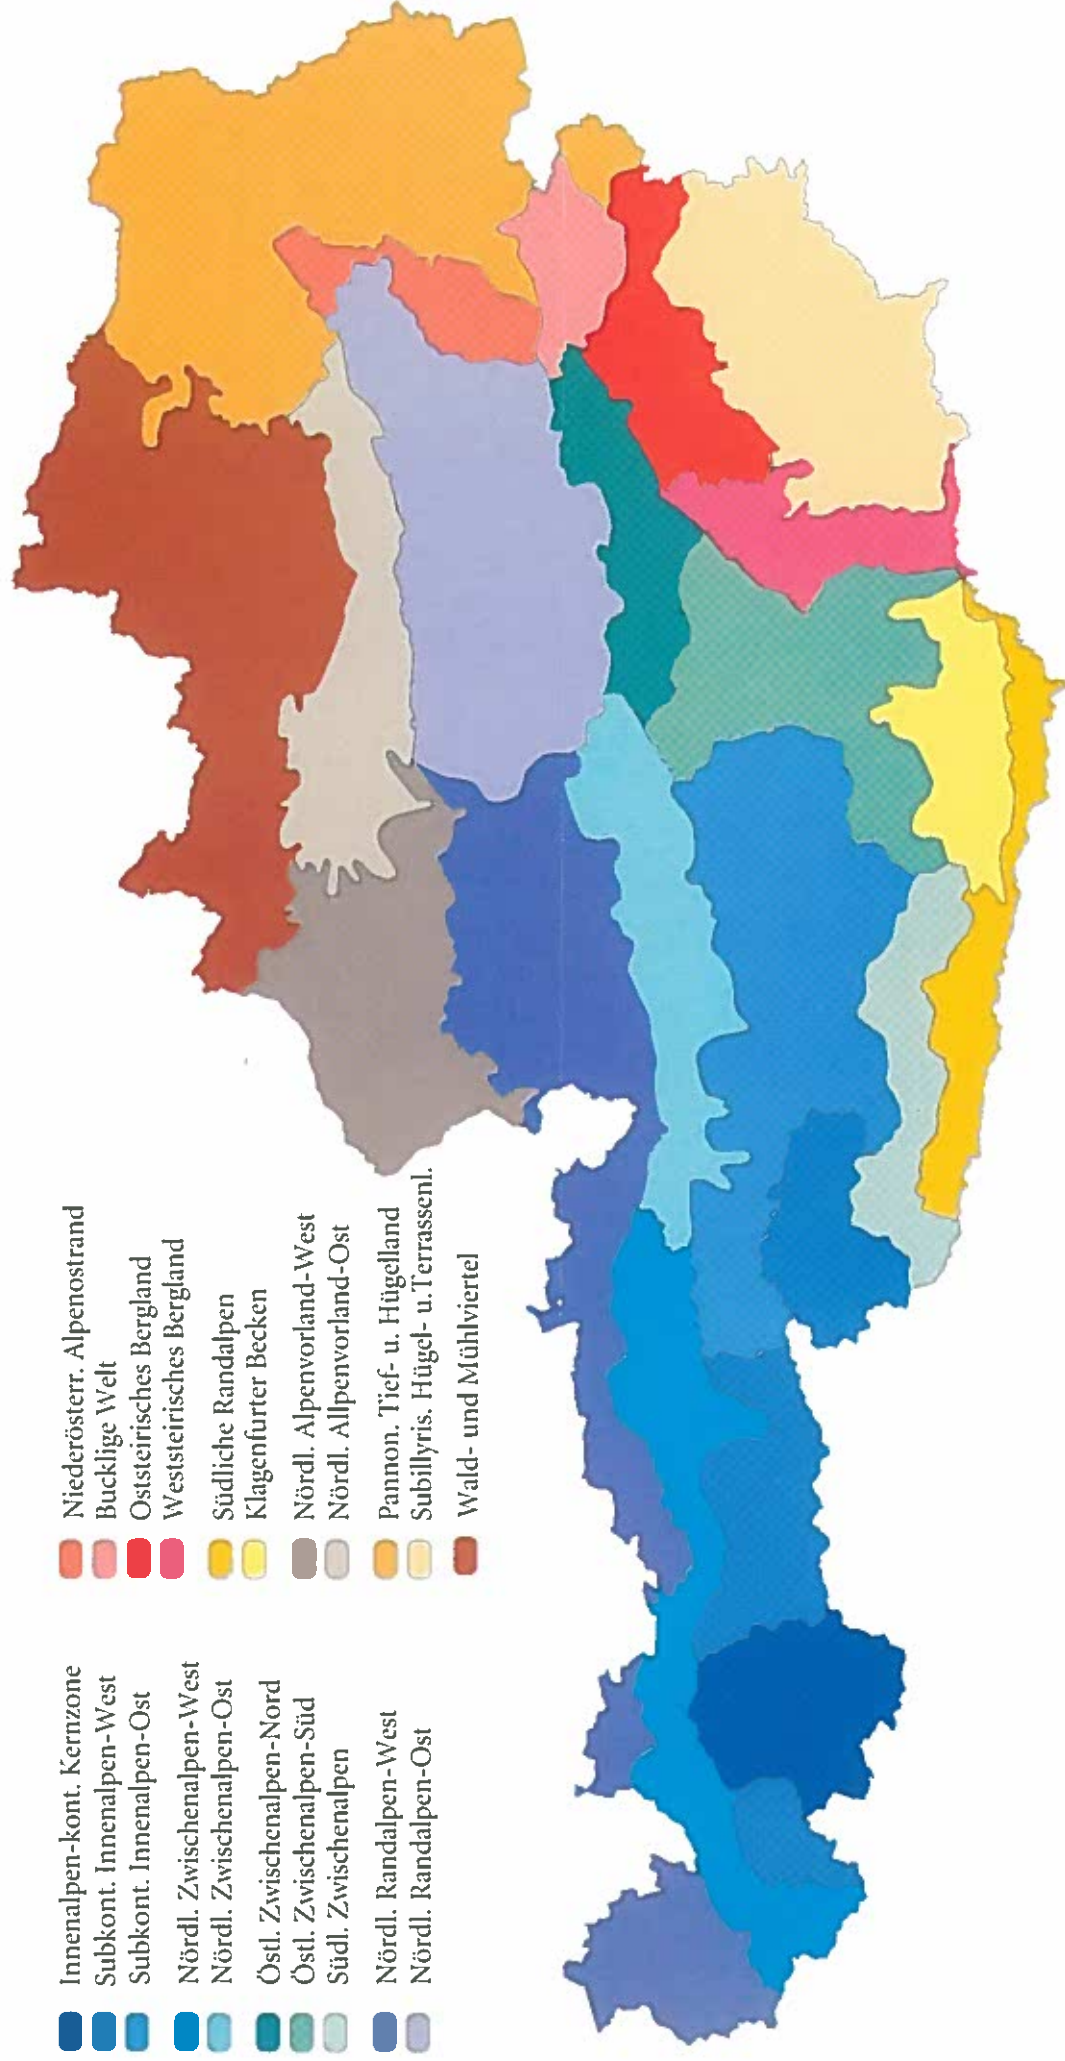 Innenalpen-kont. Kernzone
Subkont. Innenalpen-West
Subkont. Innenalpen-Ost
Nördl. Zwischenalpen-West
Nördl. Zwischenalpen-Ost
Östl. Zwischenalpen-Nord
Östl. Zwischenalpen-Süd
Südl. Zwischenalpen
Nördl. Randalpen-West
Nördl. Randalpen-Ost
Niederösterr. Alpenostrand
Bucklige Welt
Oststeirisches Bergland
Weststeirisches Bergland
Südliche Randalpen
Klagenfurter Becken
Nördl. Alpenvorland-West
Nördl. Allpenvorland-Ost
Pannon. Tief- u. Hügelland
Subillyris. Hügel- u.Terrassenl.
Wald- und Mühlviertel